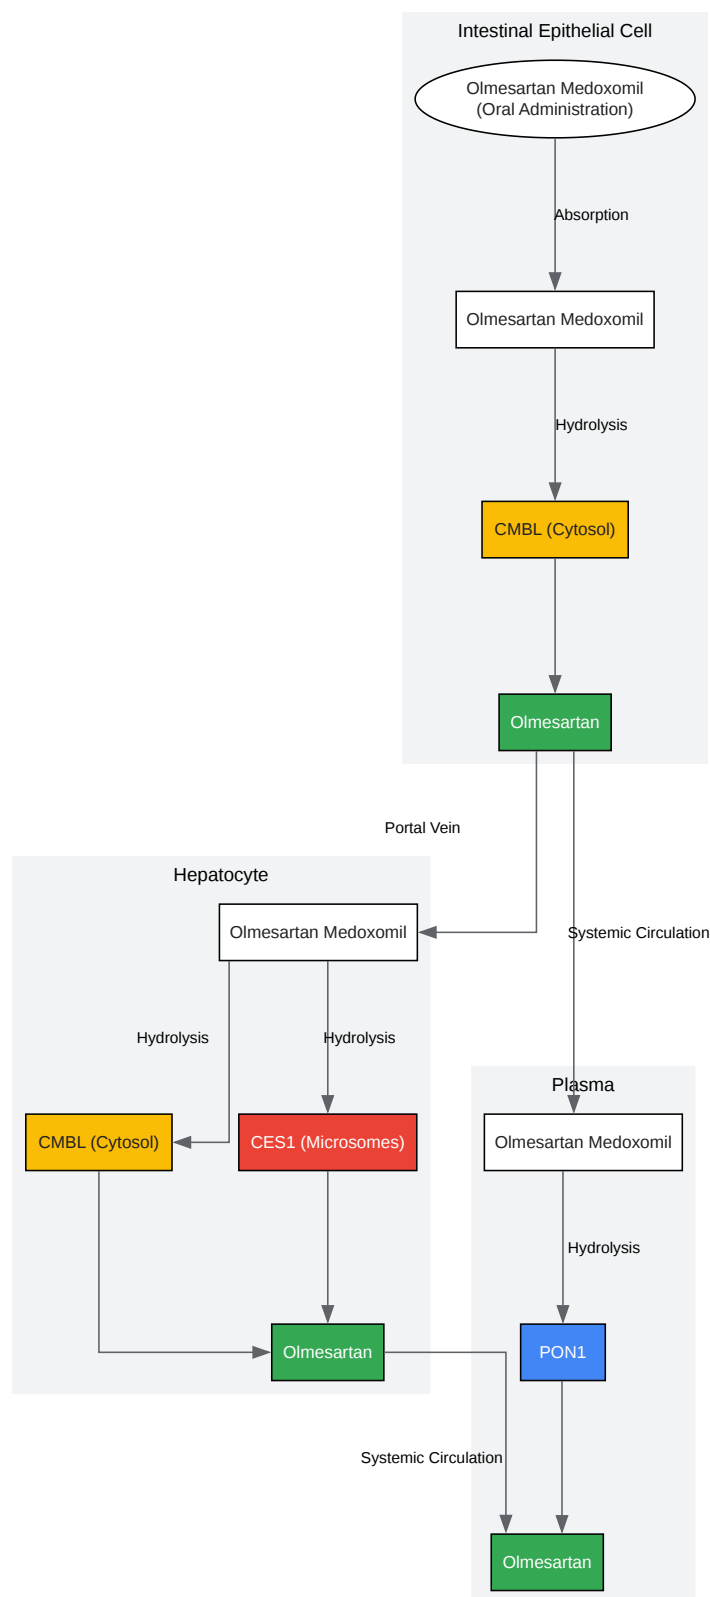 Intestinal Epithelial Cell
Olmesartan Medoxomil
(Oral Administration)
Absorption
Olmesartan Medoxomil
Hydrolysis
CMBL (Cytosol)
Olmesartan
Portal Vein
Hepatocyte
Olmesartan Medoxomil
Systemic Circulation
Hydrolysis
Hydrolysis
Plasma
CMBL (Cytosol)
CES1 (Microsomes)
Olmesartan Medoxomil
Hydrolysis
Olmesartan
PON1
Systemic Circulation
Olmesartan